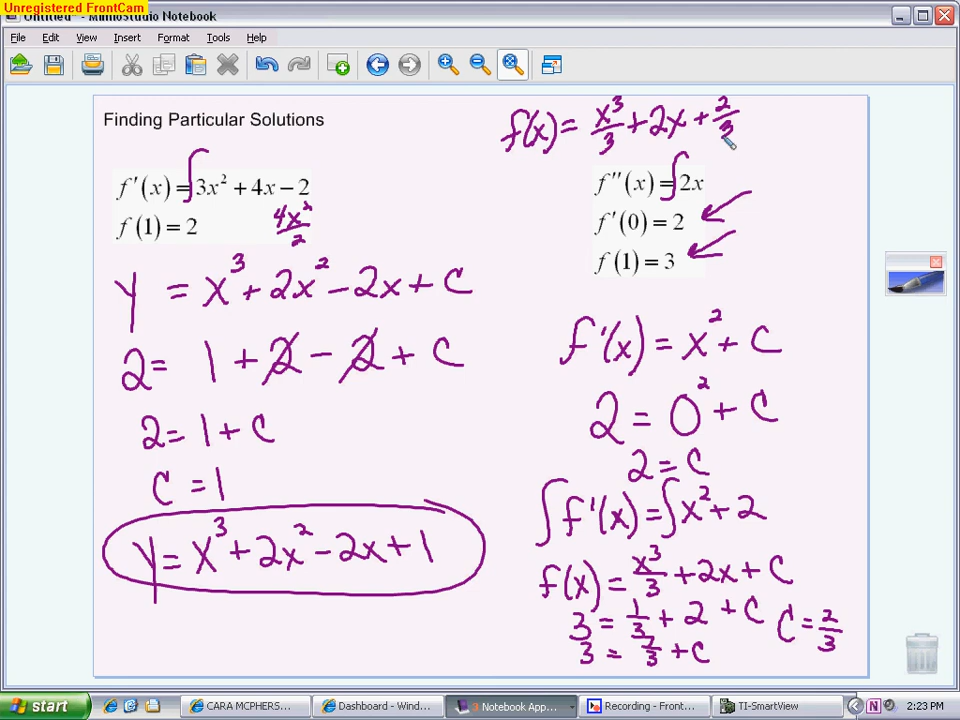 Unregistered FrontCam
Untitled* - MimioStudio Notebook
File Edit View Insert Format Tools Help
Finding Particular Solutions
f′(x) = ∫3x² + 4x − 2
f(1) = 2
4x²/2
y = x³ + 2x² − 2x + C
2 = 1 + 2 − 2 + C
2 = 1 + C
C = 1
y = x³ + 2x² − 2x + 1
f(x) = x³/3 + 2x + 2/3
f″(x) = ∫2x
f′(0) = 2
f(1) = 3
f′(x) = x² + C
2 = 0² + C
2 = C
∫f′(x) = ∫x² + 2
f(x) = x³/3 + 2x + C
3 = 1/3 + 2 + C
C = 2/3
3 = 7/3 + C
start
CARA MCPHERS...
Dashboard - Wind...
Notebook App...
Recording - Front...
TI-SmartView
2:23 PM